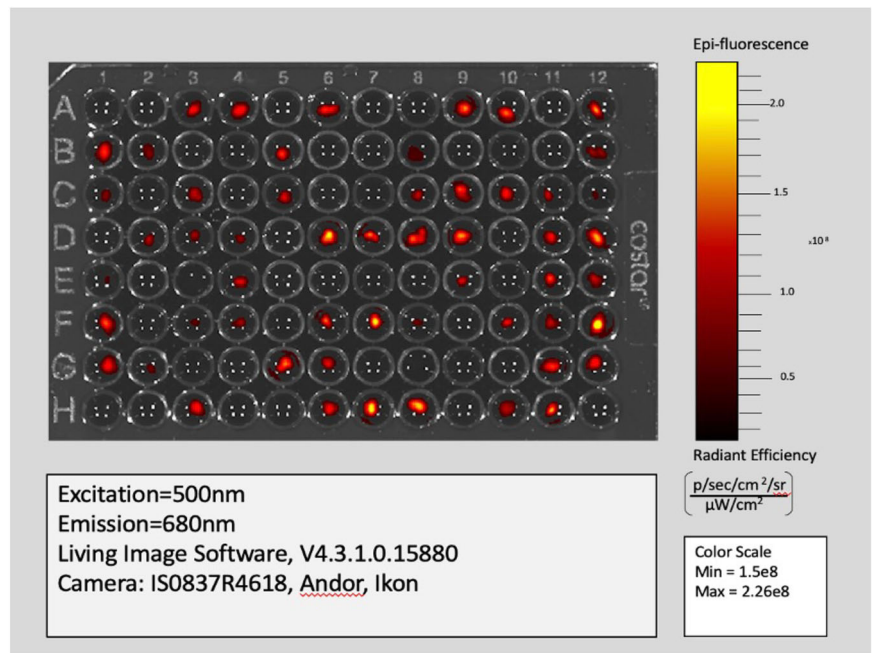 Epi-fluorescence
1 2 3 4 5 6 7 8 9 10 11 12
A
B
C
D
E
F
G
H
costar
2.0
1.5
x10⁸
1.0
0.5
Radiant Efficiency
p/sec/cm²/sr
µW/cm²
Excitation=500nm
Emission=680nm
Living Image Software, V4.3.1.0.15880
Camera: IS0837R4618, Andor, Ikon
Color Scale
Min = 1.5e8
Max = 2.26e8